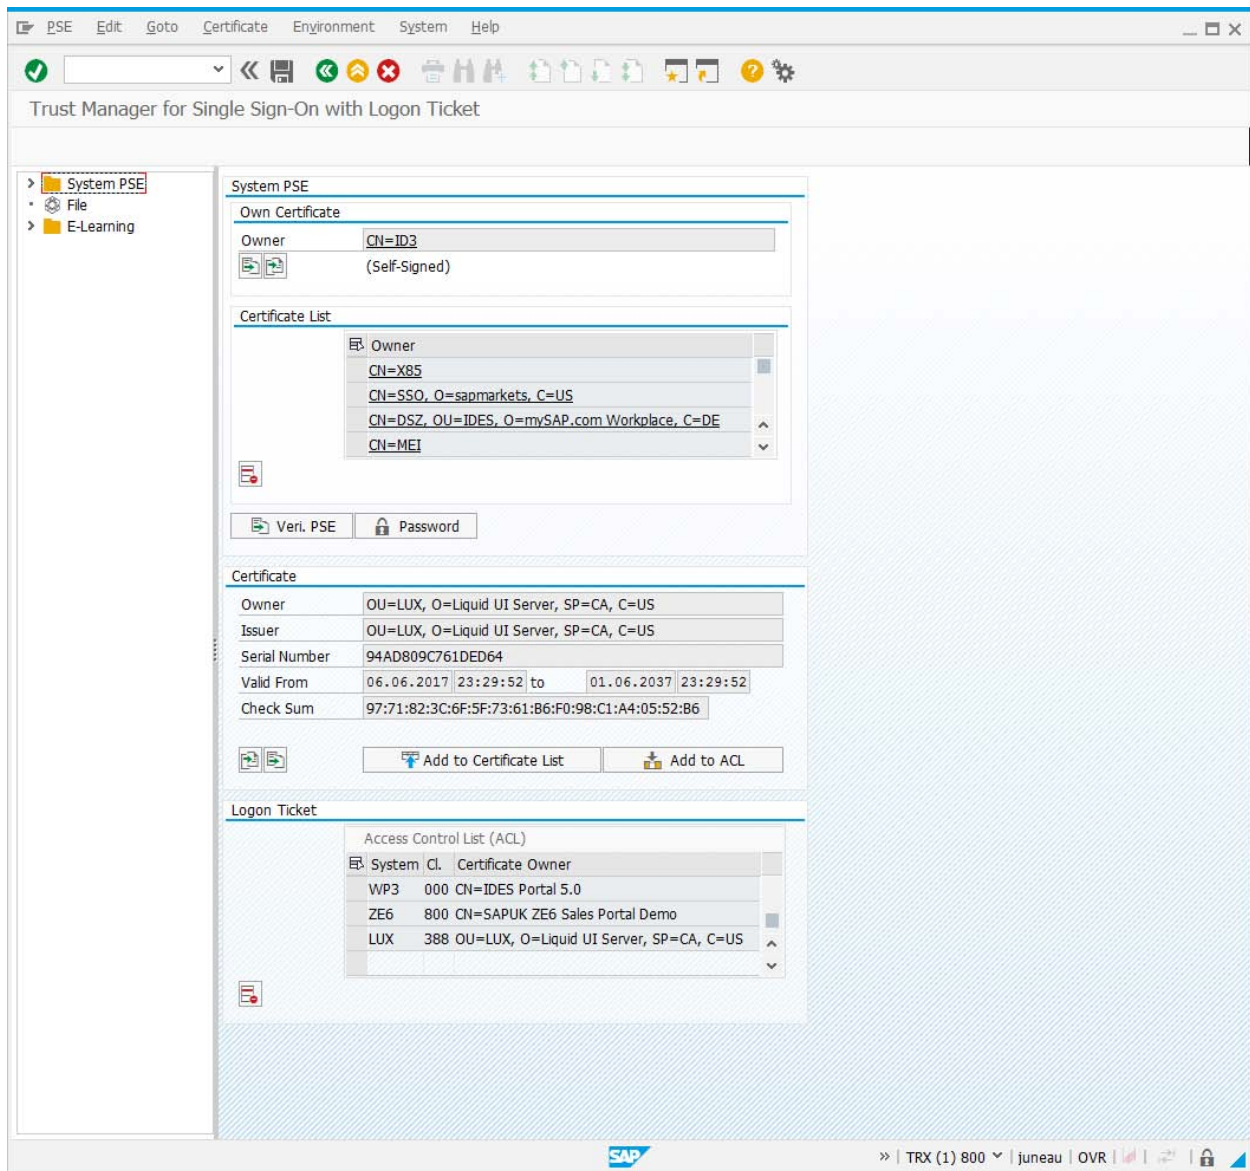 PSE Edit Goto Certificate Environment System Help
Trust Manager for Single Sign-On with Logon Ticket
System PSE
File
E-Learning
System PSE
Own Certificate
Owner CN=ID3
(Self-Signed)
Certificate List
Owner
CN=X85
CN=SSO, O=sapmarkets, C=US
CN=DSZ, OU=IDES, O=mySAP.com Workplace, C=DE
CN=MEI
Veri. PSE Password
Certificate
Owner OU=LUX, O=Liquid UI Server, SP=CA, C=US
Issuer OU=LUX, O=Liquid UI Server, SP=CA, C=US
Serial Number 94AD809C761DED64
Valid From 06.06.2017 23:29:52 to 01.06.2037 23:29:52
Check Sum 97:71:82:3C:6F:5F:73:61:B6:F0:98:C1:A4:05:52:B6
Add to Certificate List Add to ACL
Logon Ticket
Access Control List (ACL)
System Cl. Certificate Owner
WP3 000 CN=IDES Portal 5.0
ZE6 800 CN=SAPUK ZE6 Sales Portal Demo
LUX 388 OU=LUX, O=Liquid UI Server, SP=CA, C=US
SAP » | TRX (1) 800 | juneau | OVR